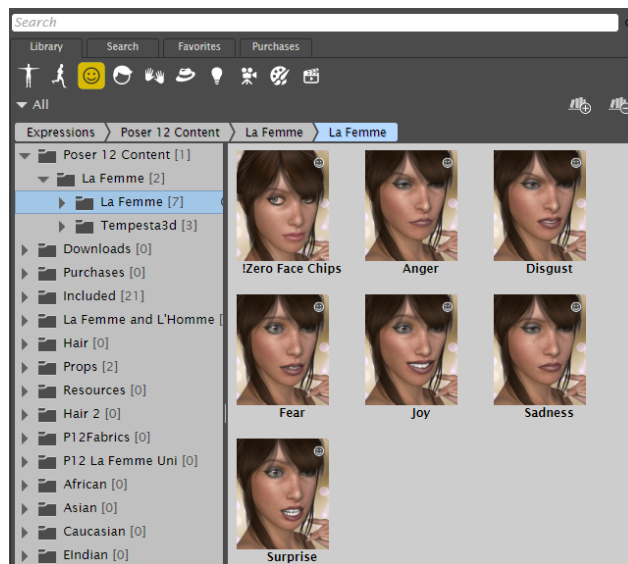 Search
Library Search Favorites Purchases
All
Expressions Poser 12 Content La Femme La Femme
Poser 12 Content [1]
La Femme [2]
La Femme [7]
Tempesta3d [3]
Downloads [0]
Purchases [0]
Included [21]
La Femme and L'Homme [
Hair [0]
Props [2]
Resources [0]
Hair 2 [0]
P12Fabrics [0]
P12 La Femme Uni [0]
African [0]
Asian [0]
Caucasian [0]
EIndian [0]
!Zero Face Chips Anger Disgust
Fear Joy Sadness
Surprise